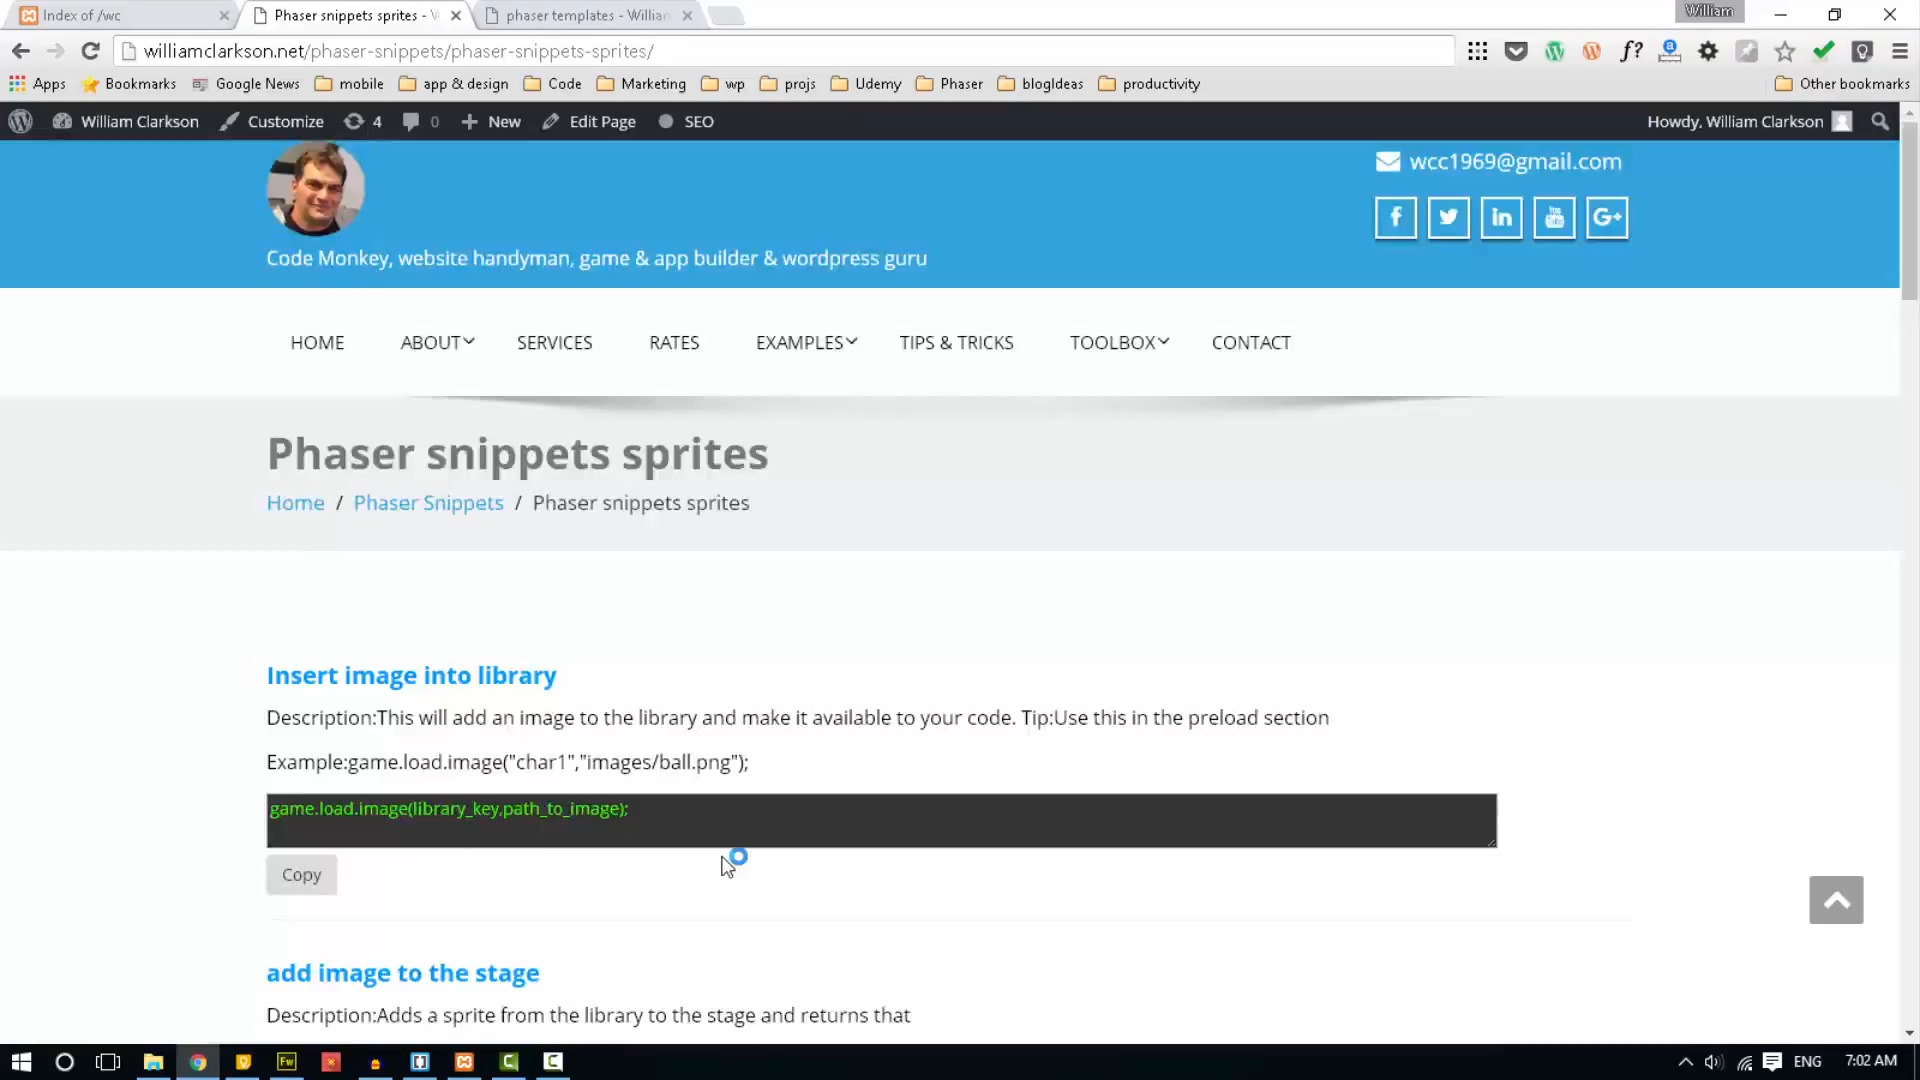 Index of /wc
Phaser snippets sprites - W
phaser templates - William
William
williamclarkson.net/phaser-snippets/phaser-snippets-sprites/
f?
a
Apps
Bookmarks
Google News
mobile
app & design
Code
Marketing
wp
projs
Udemy
Phaser
blogIdeas
productivity
Other bookmarks
William Clarkson
Customize
4
0
New
Edit Page
SEO
Howdy, William Clarkson
wcc1969@gmail.com
f
in
You Tube
G+
Code Monkey, website handyman, game & app builder & wordpress guru
HOME
ABOUT
SERVICES
RATES
EXAMPLES
TIPS & TRICKS
TOOLBOX
CONTACT
Phaser snippets sprites
Home / Phaser Snippets / Phaser snippets sprites
Insert image into library
Description:This will add an image to the library and make it available to your code. Tip:Use this in the preload section
Example:game.load.image("char1","images/ball.png");
game.load.image(library_key,path_to_image);
Copy
add image to the stage
Description:Adds a sprite from the library to the stage and returns that
Fw
ENG
7:02 AM